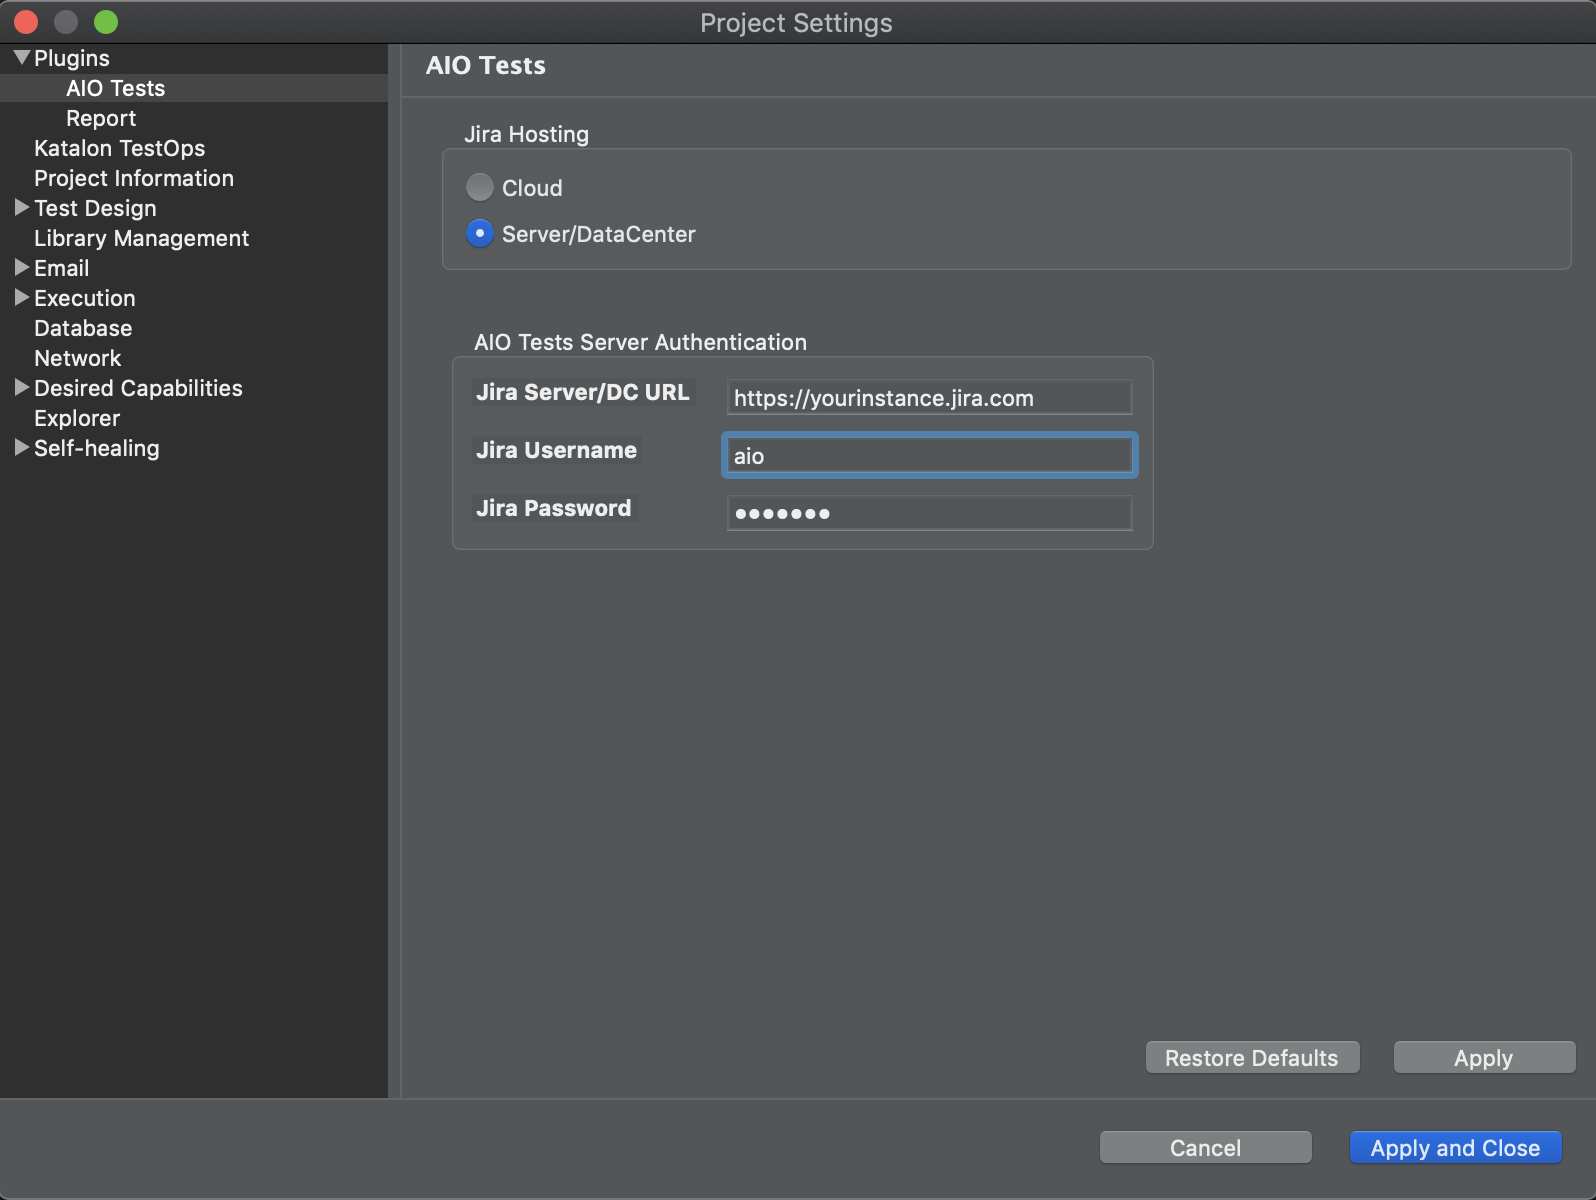 Project Settings
Plugins
AIO Tests
Report
Katalon TestOps
Project Information
Test Design
Library Management
Email
Execution
Database
Network
Desired Capabilities
Explorer
Self-healing
AIO Tests
Jira Hosting
Cloud
Server/DataCenter
AIO Tests Server Authentication
Jira Server/DC URL https://yourinstance.jira.com
Jira Username aio
Jira Password •••••••
Restore Defaults Apply
Cancel Apply and Close